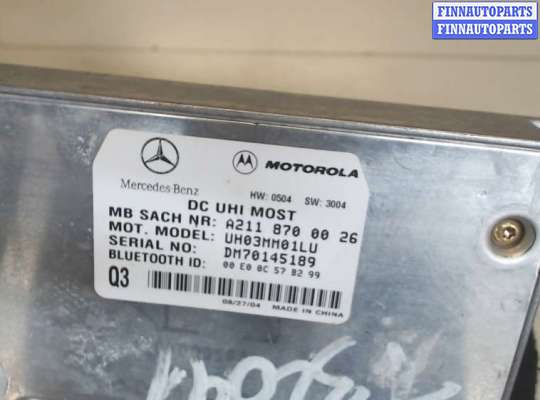 FINNAUTOPARTS
FINNAUTOPARTS
Mercedes Benz
MOTOROLA
HW: 0504 SW: 3004
DC UHI MOST
MB SACH NR: A211 870 00 26
MOT. MODEL: UH03MM01LU
SERIAL NO: DM70145189
BLUETOOTH ID: 00 E0 0C 57 B2 99
Q3
08/27/04 MADE IN CHINA